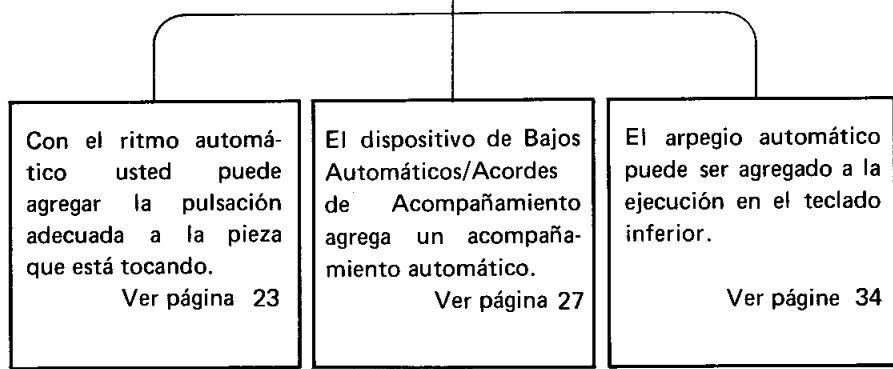 Con el ritmo automá-
tico usted puede
agregar la pulsación
adecuada a la pieza
que está tocando.
Ver página 23
El dispositivo de Bajos
Automáticos/Acordes
de Acompañamiento
agrega un acompaña-
miento automático.
Ver página 27
El arpegio automático
puede ser agregado a la
ejecución en el teclado
inferior.
Ver págine 34